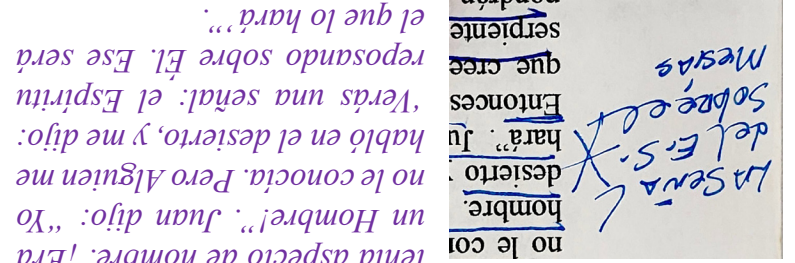 LA SEÑAL
del E.S.
Sobre el
Mesías
no le co
hombre.
desierto
hará”. Ju
Entonces
que cree
serpiente
tenía aspecto de hombre. ¡Era
un Hombre!”. Juan dijo: “Yo
no le conocía. Pero Alguien me
habló en el desierto, y me dijo:
‘Verás una señal: el Espíritu
reposando sobre Él. Ese será
el que lo hará’”.